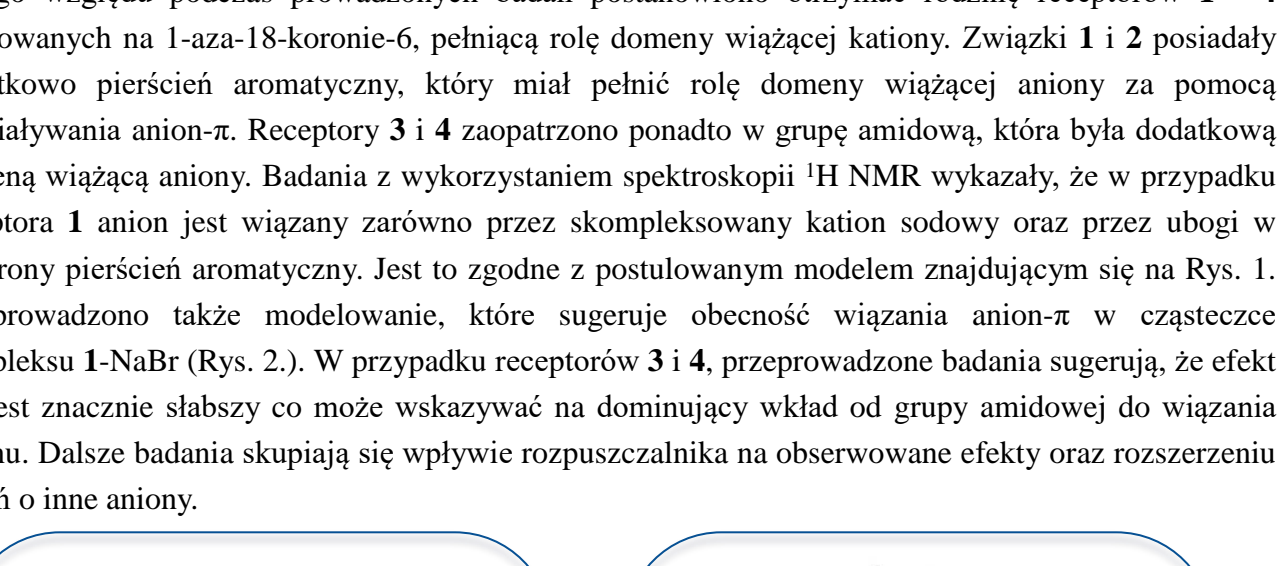 względu podczas prowadzonych badań postanowiono otrzymać rodzinę receptorów
owanych na 1-aza-18-koronie-6, pełniącą rolę domeny wiążącej kationy. Związki 1 i 2 posiadały
tkowo pierścień aromatyczny, który miał pełnić rolę domeny wiążącej aniony za pomocą
iaływania anion-π. Receptory 3 i 4 zaopatrzono ponadto w grupę amidową, która była dodatkową
eną wiążącą aniony. Badania z wykorzystaniem spektroskopii ¹H NMR wykazały, że w przypadku
ptora 1 anion jest wiązany zarówno przez skompleksowany kation sodowy oraz przez ubogi w
rony pierścień aromatyczny. Jest to zgodne z postulowanym modelem znajdującym się na Rys. 1.
prowadzono także modelowanie, które sugeruje obecność wiązania anion-π w cząsteczce
pleksu 1-NaBr (Rys. 2.). W przypadku receptorów 3 i 4, przeprowadzone badania sugerują, że efekt
est znacznie słabszy co może wskazywać na dominujący wkład od grupy amidowej do wiązania
nu. Dalsze badania skupiają się wpływie rozpuszczalnika na obserwowane efekty oraz rozszerzeniu
ń o inne aniony.